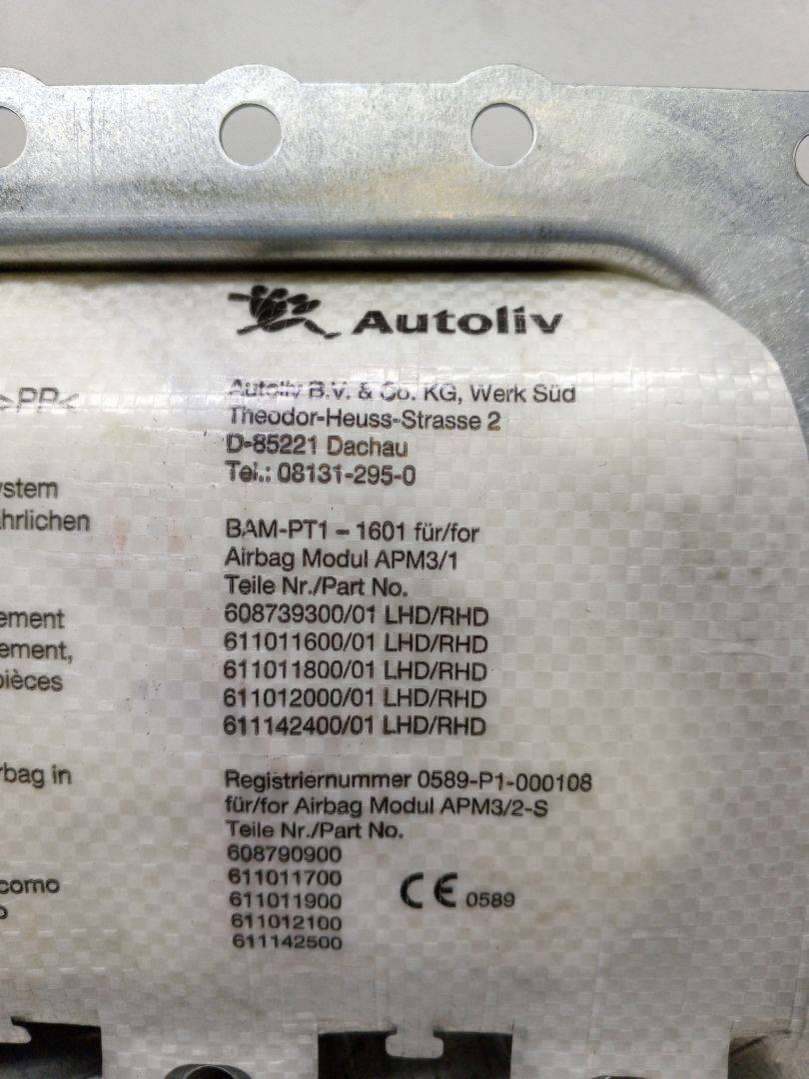 Autoliv
>PP<
Autoliv B.V. & Co. KG, Werk Süd
Theodor-Heuss-Strasse 2
D-85221 Dachau
Tel.: 08131-295-0
ystem
ährlichen
BAM-PT1 – 1601 für/for
Airbag Modul APM3/1
Teile Nr./Part No.
608739300/01 LHD/RHD
611011600/01 LHD/RHD
611011800/01 LHD/RHD
611012000/01 LHD/RHD
611142400/01 LHD/RHD
ement
ement,
pièces
rbag in
Registriernummer 0589-P1-000108
für/for Airbag Modul APM3/2-S
Teile Nr./Part No.
608790900
611011700
611011900
611012100
611142500
CE 0589
como